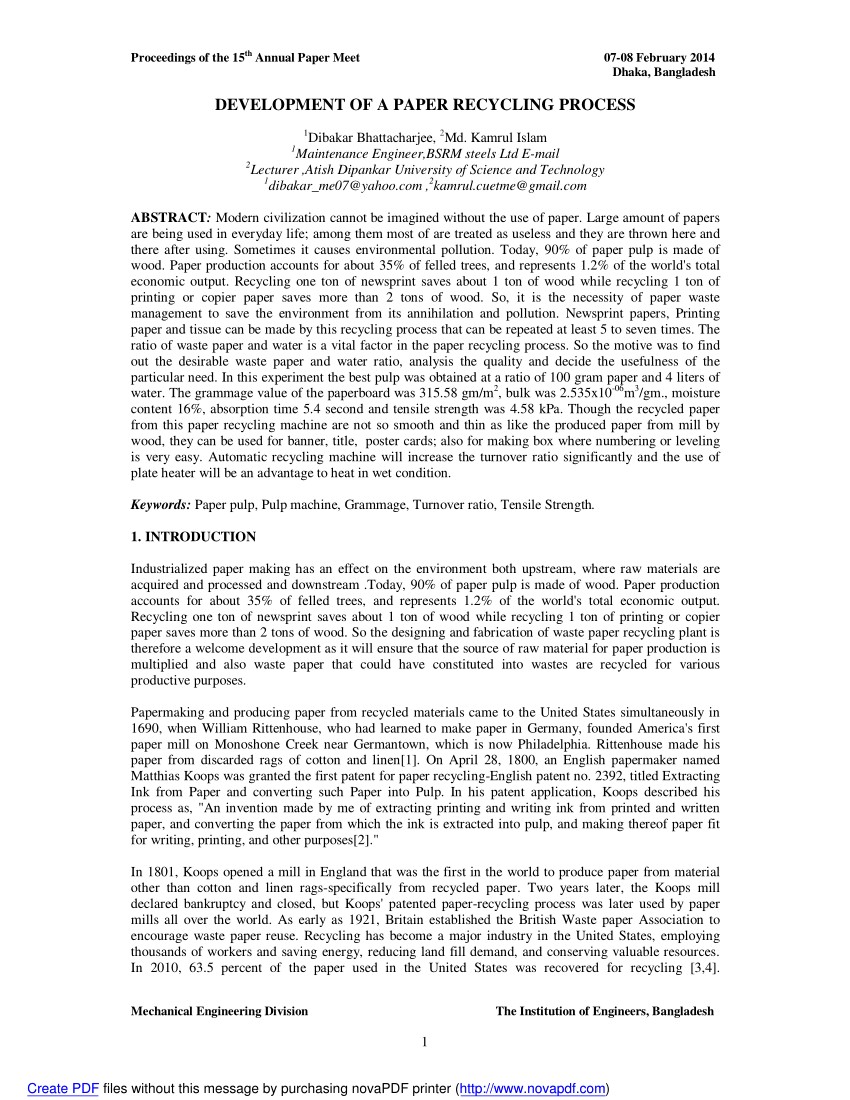 Proceedings of the 15th Annual Paper Meet 07-08 February 2014
Dhaka, Bangladesh
DEVELOPMENT OF A PAPER RECYCLING PROCESS
1Dibakar Bhattacharjee, 2Md. Kamrul Islam
1Maintenance Engineer,BSRM steels Ltd E-mail
2Lecturer ,Atish Dipankar University of Science and Technology
1dibakar_me07@yahoo.com ,2kamrul.cuetme@gmail.com
ABSTRACT: Modern civilization cannot be imagined without the use of paper. Large amount of papers
are being used in everyday life; among them most of are treated as useless and they are thrown here and
there after using. Sometimes it causes environmental pollution. Today, 90% of paper pulp is made of
wood. Paper production accounts for about 35% of felled trees, and represents 1.2% of the world's total
economic output. Recycling one ton of newsprint saves about 1 ton of wood while recycling 1 ton of
printing or copier paper saves more than 2 tons of wood. So, it is the necessity of paper waste
management to save the environment from its annihilation and pollution. Newsprint papers, Printing
paper and tissue can be made by this recycling process that can be repeated at least 5 to seven times. The
ratio of waste paper and water is a vital factor in the paper recycling process. So the motive was to find
out the desirable waste paper and water ratio, analysis the quality and decide the usefulness of the
particular need. In this experiment the best pulp was obtained at a ratio of 100 gram paper and 4 liters of
water. The grammage value of the paperboard was 315.58 gm/m2, bulk was 2.535x10-06m3/gm., moisture
content 16%, absorption time 5.4 second and tensile strength was 4.58 kPa. Though the recycled paper
from this paper recycling machine are not so smooth and thin as like the produced paper from mill by
wood, they can be used for banner, title, poster cards; also for making box where numbering or leveling
is very easy. Automatic recycling machine will increase the turnover ratio significantly and the use of
plate heater will be an advantage to heat in wet condition.
Keywords: Paper pulp, Pulp machine, Grammage, Turnover ratio, Tensile Strength.
1. INTRODUCTION
Industrialized paper making has an effect on the environment both upstream, where raw materials are
acquired and processed and downstream .Today, 90% of paper pulp is made of wood. Paper production
accounts for about 35% of felled trees, and represents 1.2% of the world's total economic output.
Recycling one ton of newsprint saves about 1 ton of wood while recycling 1 ton of printing or copier
paper saves more than 2 tons of wood. So the designing and fabrication of waste paper recycling plant is
therefore a welcome development as it will ensure that the source of raw material for paper production is
multiplied and also waste paper that could have constituted into wastes are recycled for various
productive purposes.
Papermaking and producing paper from recycled materials came to the United States simultaneously in
1690, when William Rittenhouse, who had learned to make paper in Germany, founded America's first
paper mill on Monoshone Creek near Germantown, which is now Philadelphia. Rittenhouse made his
paper from discarded rags of cotton and linen[1]. On April 28, 1800, an English papermaker named
Matthias Koops was granted the first patent for paper recycling-English patent no. 2392, titled Extracting
Ink from Paper and converting such Paper into Pulp. In his patent application, Koops described his
process as, "An invention made by me of extracting printing and writing ink from printed and written
paper, and converting the paper from which the ink is extracted into pulp, and making thereof paper fit
for writing, printing, and other purposes[2]."
In 1801, Koops opened a mill in England that was the first in the world to produce paper from material
other than cotton and linen rags-specifically from recycled paper. Two years later, the Koops mill
declared bankruptcy and closed, but Koops' patented paper-recycling process was later used by paper
mills all over the world. As early as 1921, Britain established the British Waste paper Association to
encourage waste paper reuse. Recycling has become a major industry in the United States, employing
thousands of workers and saving energy, reducing land fill demand, and conserving valuable resources.
In 2010, 63.5 percent of the paper used in the United States was recovered for recycling [3,4].
Mechanical Engineering Division The Institution of Engineers, Bangladesh
1
Create PDF files without this message by purchasing novaPDF printer (http://www.novapdf.com)